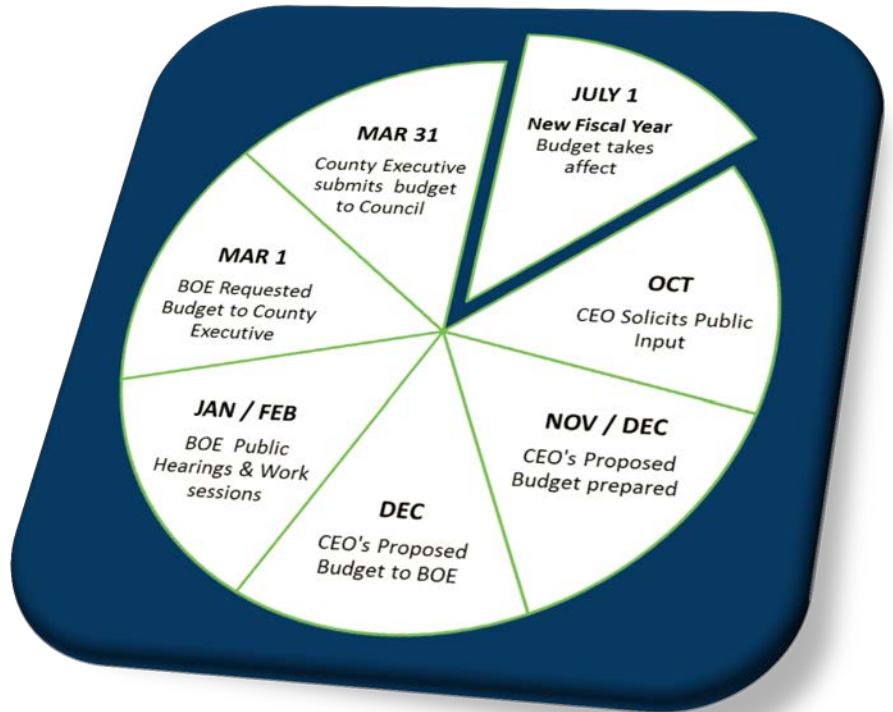 JULY 1
New Fiscal Year
Budget takes
affect
OCT
CEO Solicits Public
Input
NOV / DEC
CEO's Proposed
Budget prepared
DEC
CEO's Proposed
Budget to BOE
JAN / FEB
BOE Public
Hearings & Work
sessions
MAR 1
BOE Requested
Budget to County
Executive
MAR 31
County Executive
submits budget
to Council